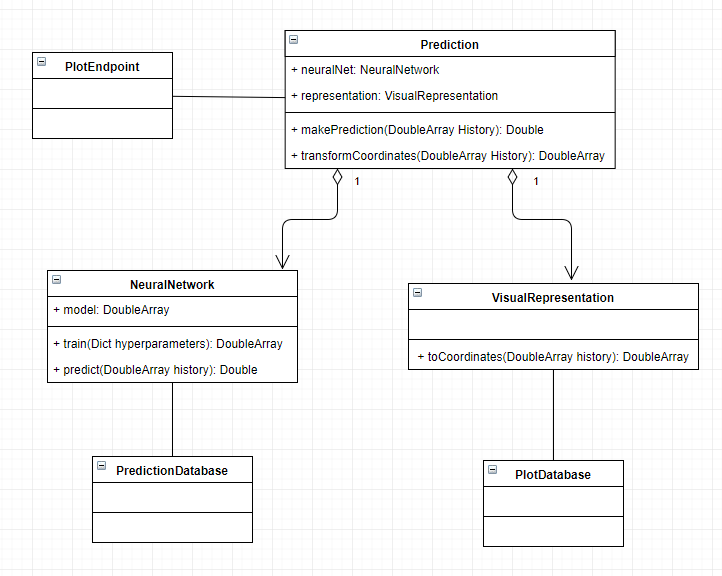 PlotEndpoint
Prediction
+ neuralNet: NeuralNetwork
+ representation: VisualRepresentation
+ makePrediction(DoubleArray History): Double
+ transformCoordinates(DoubleArray History): DoubleArray
1
1
NeuralNetwork
+ model: DoubleArray
+ train(Dict hyperparameters): DoubleArray
+ predict(DoubleArray history): Double
VisualRepresentation
+ toCoordinates(DoubleArray history): DoubleArray
PredictionDatabase
PlotDatabase